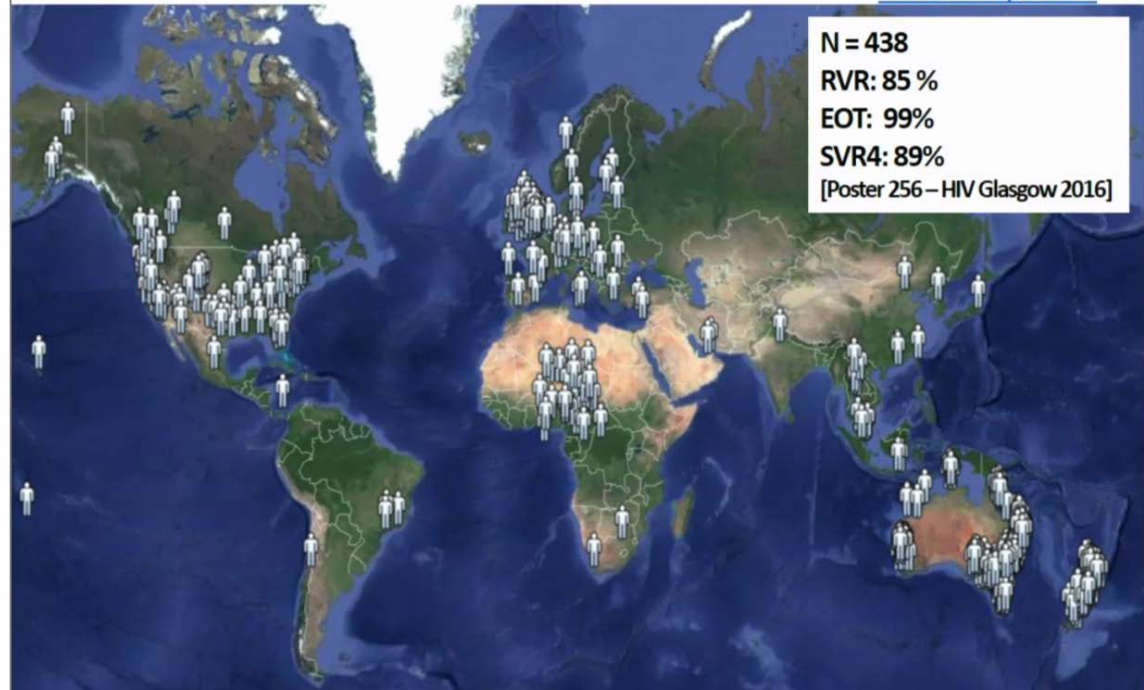 N = 438
RVR: 85 %
EOT: 99%
SVR4: 89%
[Poster 256 – HIV Glasgow 2016]